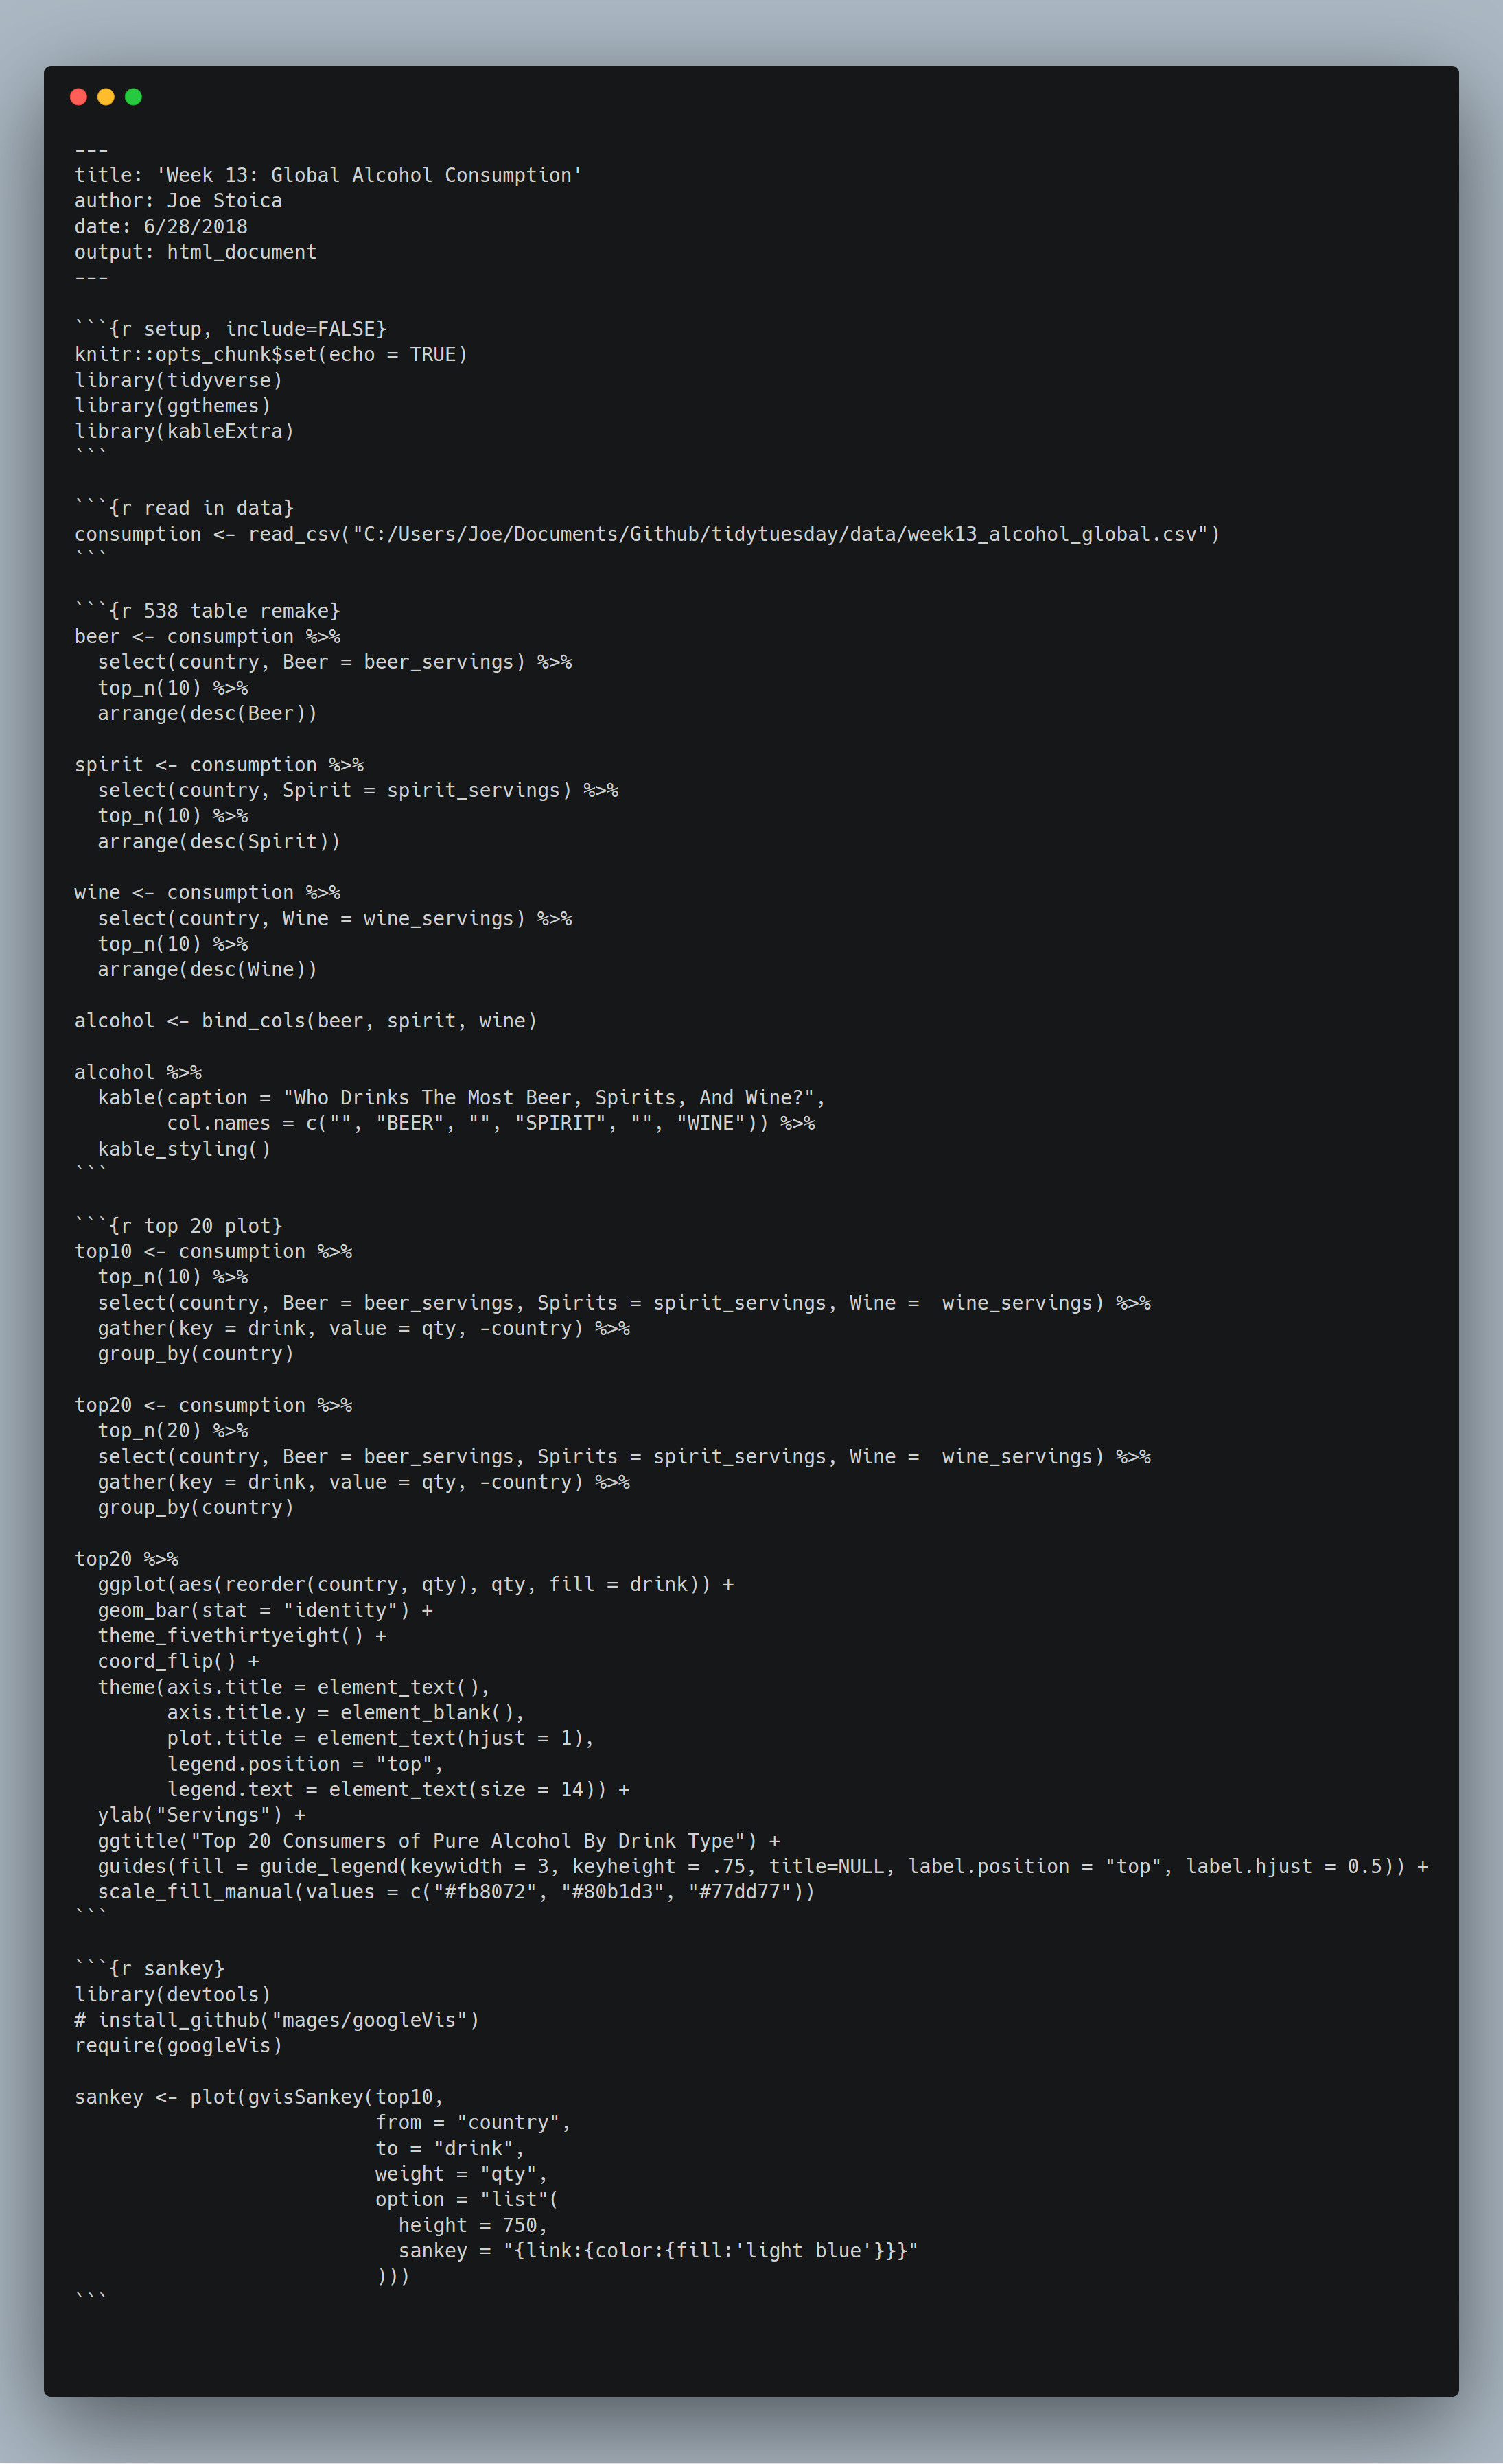 ---
title: 'Week 13: Global Alcohol Consumption'
author: Joe Stoica
date: 6/28/2018
output: html_document
---

```{r setup, include=FALSE}
knitr::opts_chunk$set(echo = TRUE)
library(tidyverse)
library(ggthemes)
library(kableExtra)
```

```{r read in data}
consumption <- read_csv("C:/Users/Joe/Documents/Github/tidytuesday/data/week13_alcohol_global.csv")
```

```{r 538 table remake}
beer <- consumption %>%
  select(country, Beer = beer_servings) %>%
  top_n(10) %>%
  arrange(desc(Beer))

spirit <- consumption %>%
  select(country, Spirit = spirit_servings) %>%
  top_n(10) %>%
  arrange(desc(Spirit))

wine <- consumption %>%
  select(country, Wine = wine_servings) %>%
  top_n(10) %>%
  arrange(desc(Wine))

alcohol <- bind_cols(beer, spirit, wine)

alcohol %>%
  kable(caption = "Who Drinks The Most Beer, Spirits, And Wine?",
        col.names = c("", "BEER", "", "SPIRIT", "", "WINE")) %>%
  kable_styling()
```

```{r top 20 plot}
top10 <- consumption %>%
  top_n(10) %>%
  select(country, Beer = beer_servings, Spirits = spirit_servings, Wine =  wine_servings) %>%
  gather(key = drink, value = qty, -country) %>%
  group_by(country)

top20 <- consumption %>%
  top_n(20) %>%
  select(country, Beer = beer_servings, Spirits = spirit_servings, Wine =  wine_servings) %>%
  gather(key = drink, value = qty, -country) %>%
  group_by(country)

top20 %>%
  ggplot(aes(reorder(country, qty), qty, fill = drink)) +
  geom_bar(stat = "identity") +
  theme_fivethirtyeight() +
  coord_flip() +
  theme(axis.title = element_text(),
        axis.title.y = element_blank(),
        plot.title = element_text(hjust = 1),
        legend.position = "top",
        legend.text = element_text(size = 14)) +
  ylab("Servings") +
  ggtitle("Top 20 Consumers of Pure Alcohol By Drink Type") +
  guides(fill = guide_legend(keywidth = 3, keyheight = .75, title=NULL, label.position = "top", label.hjust = 0.5)) +
  scale_fill_manual(values = c("#fb8072", "#80b1d3", "#77dd77"))
```

```{r sankey}
library(devtools)
# install_github("mages/googleVis")
require(googleVis)

sankey <- plot(gvisSankey(top10,
                          from = "country",
                          to = "drink",
                          weight = "qty",
                          option = "list"(
                            height = 750,
                            sankey = "{link:{color:{fill:'light blue'}}}"
                          )))
```